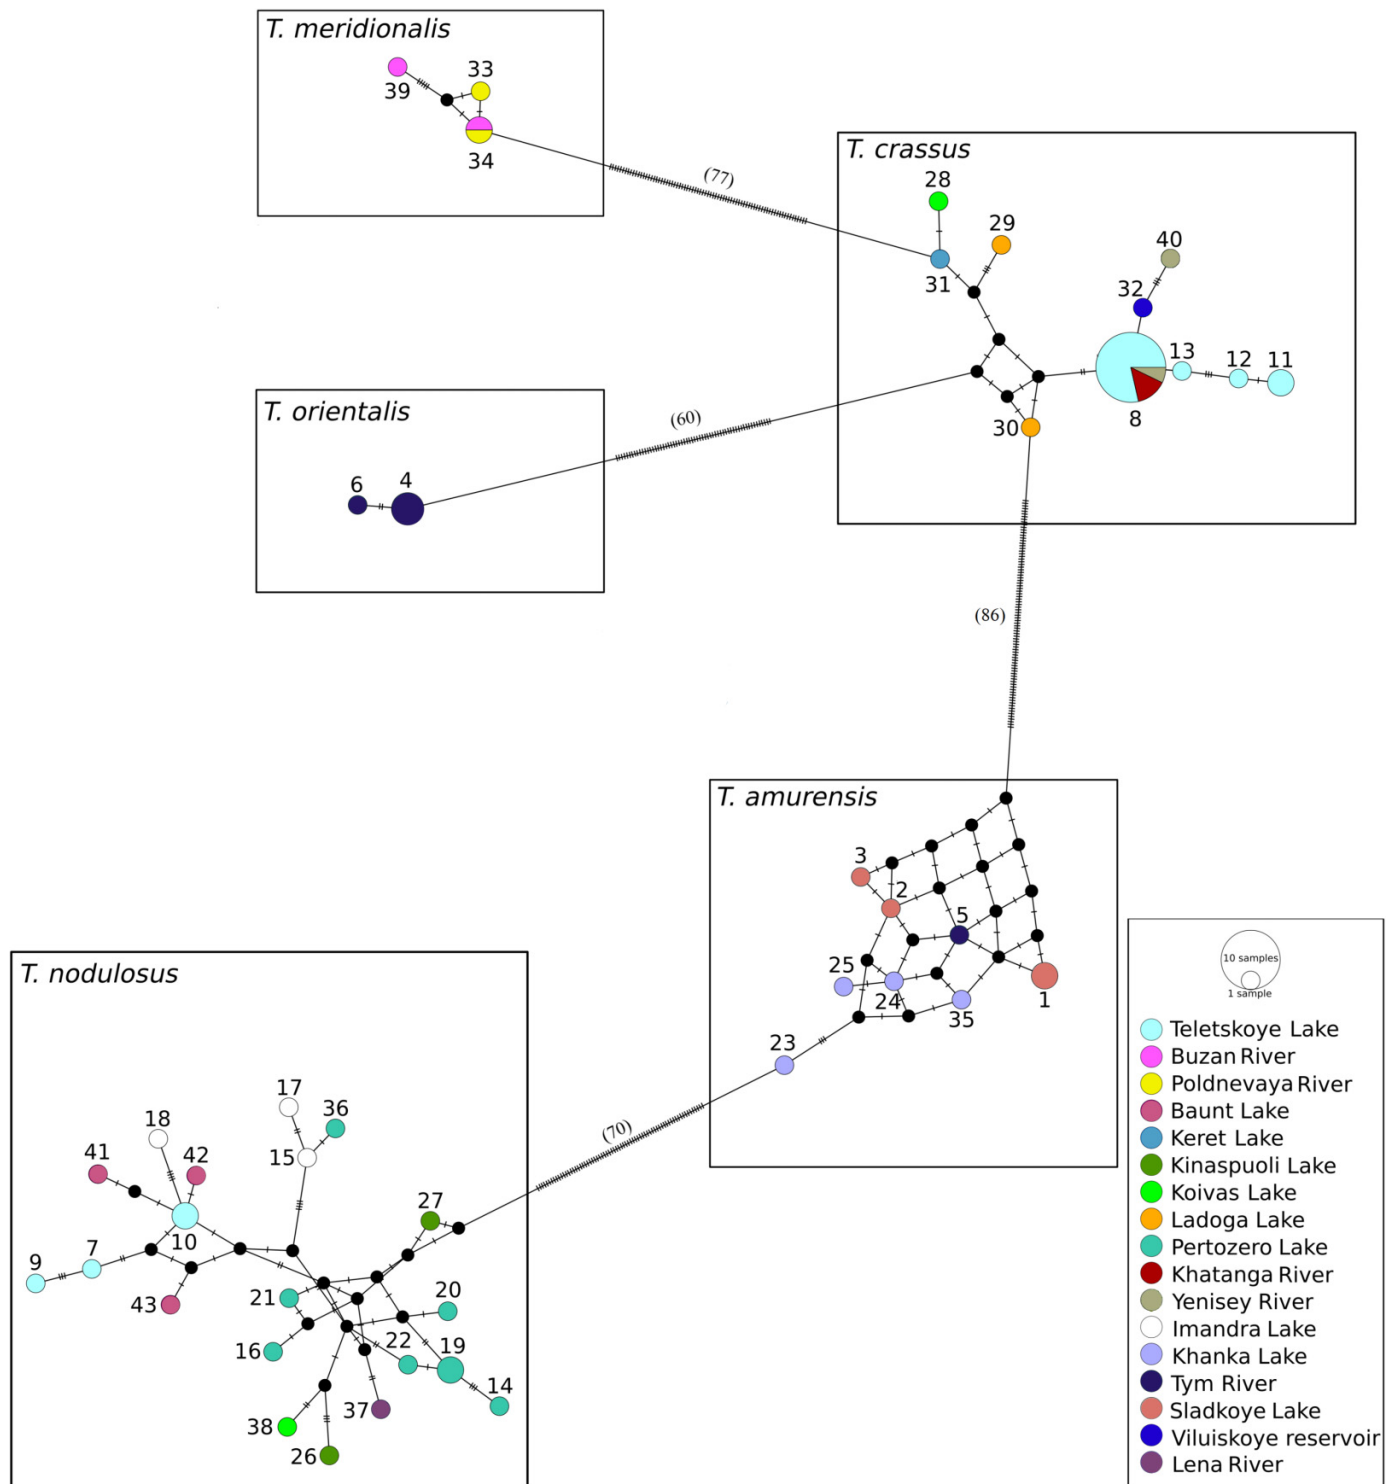 T. meridionalis
33
39
34
(77)
T. crassus
28
29
40
31
32
13
12
11
8
30
T. orientalis
(60)
6
4
(86)
T. amurensis
3
2
5
25
24
35
1
23
(70)
T. nodulosus
17
36
18
15
41
42
27
10
9
7
43
21
20
16
22
19
14
37
38
26
10 samples
1 sample
Teletskoye Lake
Buzan River
Poldnevaya River
Baunt Lake
Keret Lake
Kinaspuoli Lake
Koivas Lake
Ladoga Lake
Pertozero Lake
Khatanga River
Yenisey River
Imandra Lake
Khanka Lake
Tym River
Sladkoye Lake
Viluiskoye reservoir
Lena River